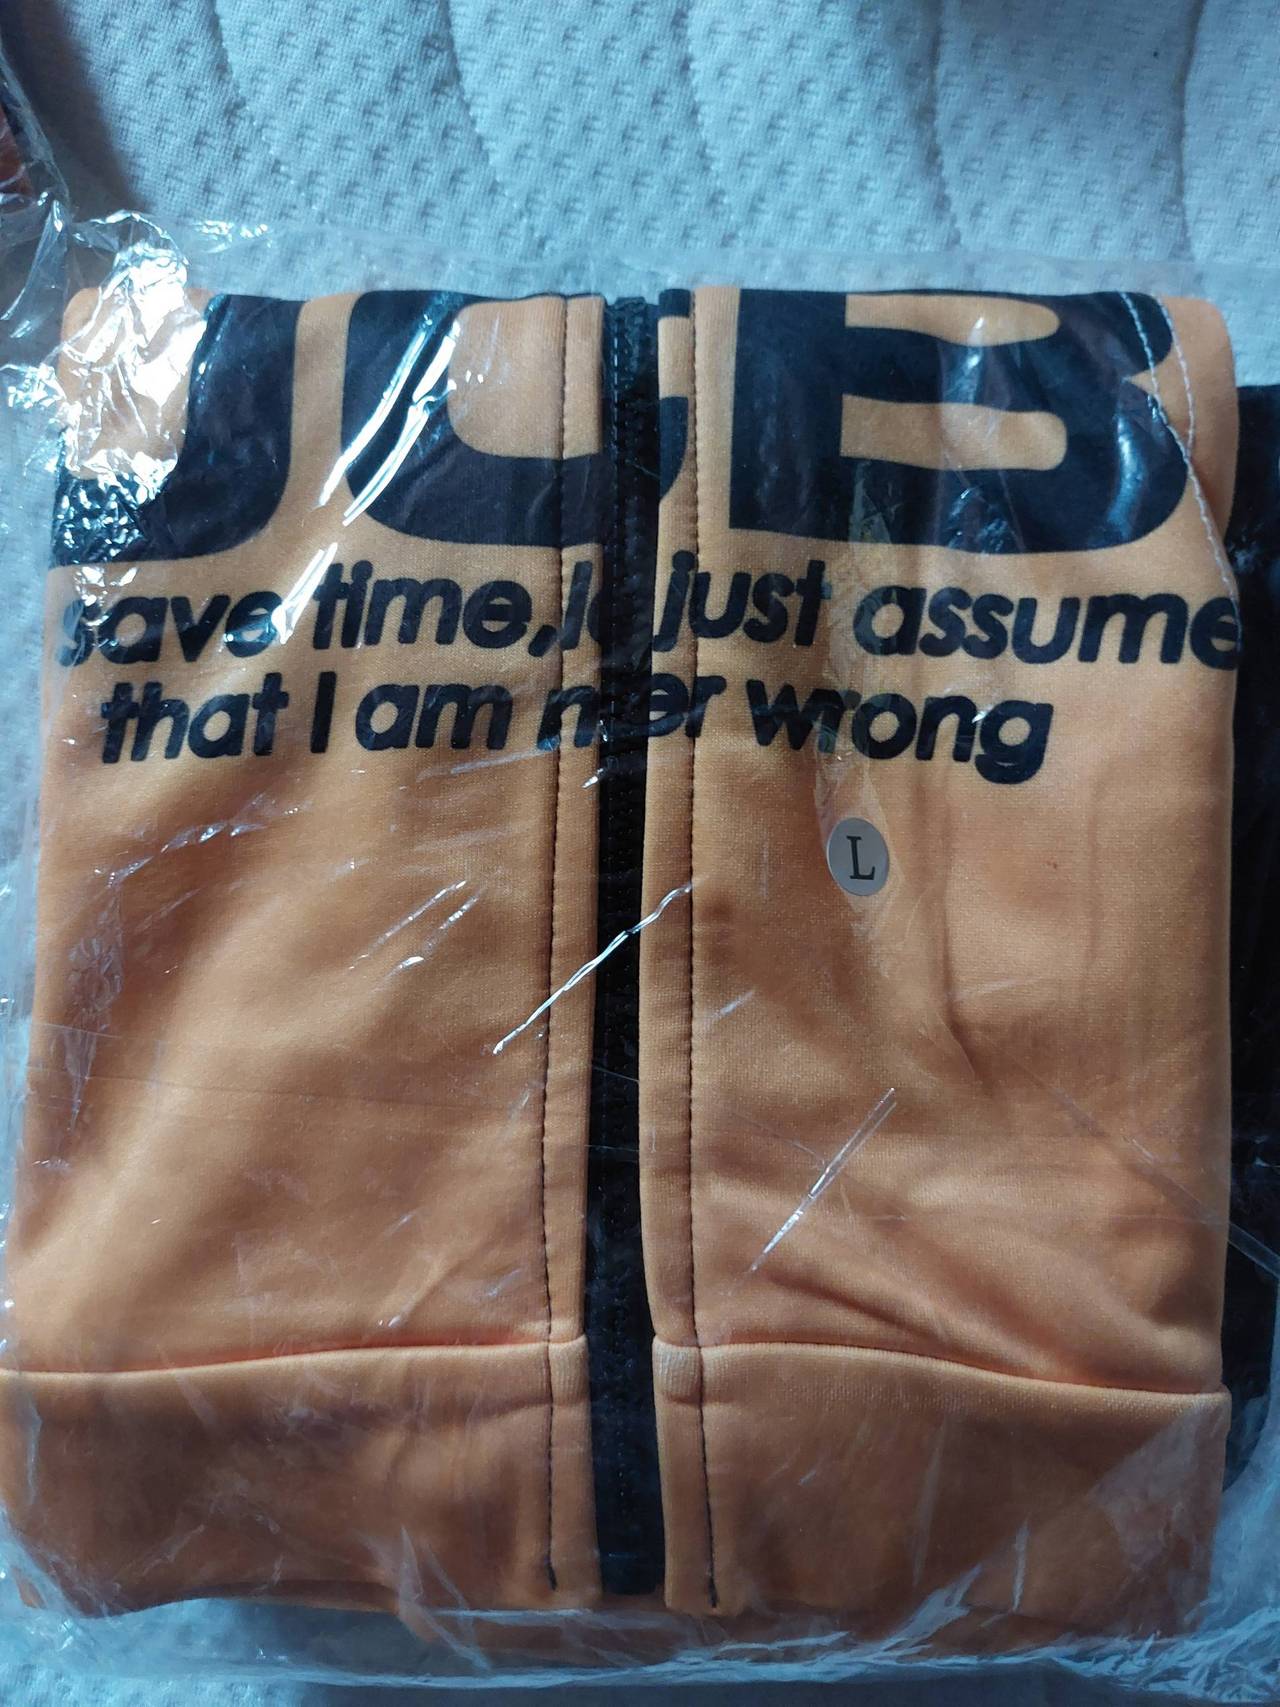 JCB
save time, just assume
that I am wrong
L